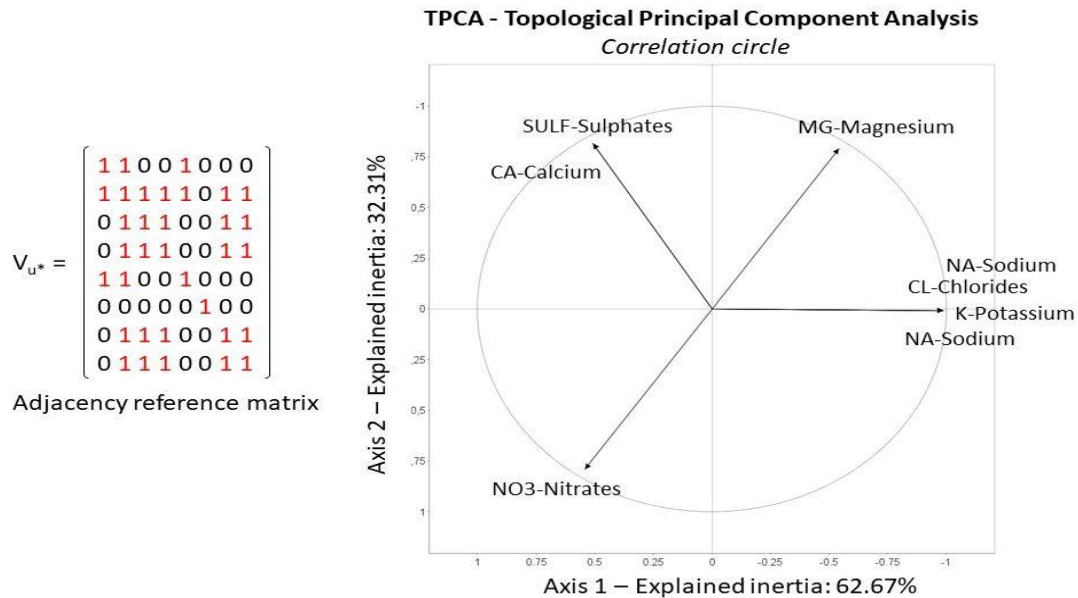 TPCA - Topological Principal Component Analysis
Correlation circle
V_u* =
1 1 0 0 1 0 0 0
1 1 1 1 1 0 1 1
0 1 1 1 0 0 1 1
0 1 1 1 0 0 1 1
1 1 0 0 1 0 0 0
0 0 0 0 0 1 0 0
0 1 1 1 0 0 1 1
0 1 1 1 0 0 1 1
Adjacency reference matrix
Axis 2 – Explained inertia: 32.31%
-1
.75
0,5
.25
0
.25
0,5
,75
1
SULF-Sulphates
MG-Magnesium
CA-Calcium
NA-Sodium
CL-Chlorides
K-Potassium
NA-Sodium
NO3-Nitrates
1 0.75 0.5 0.25 0 -0.25 -0.5 -0.75 -1
Axis 1 – Explained inertia: 62.67%